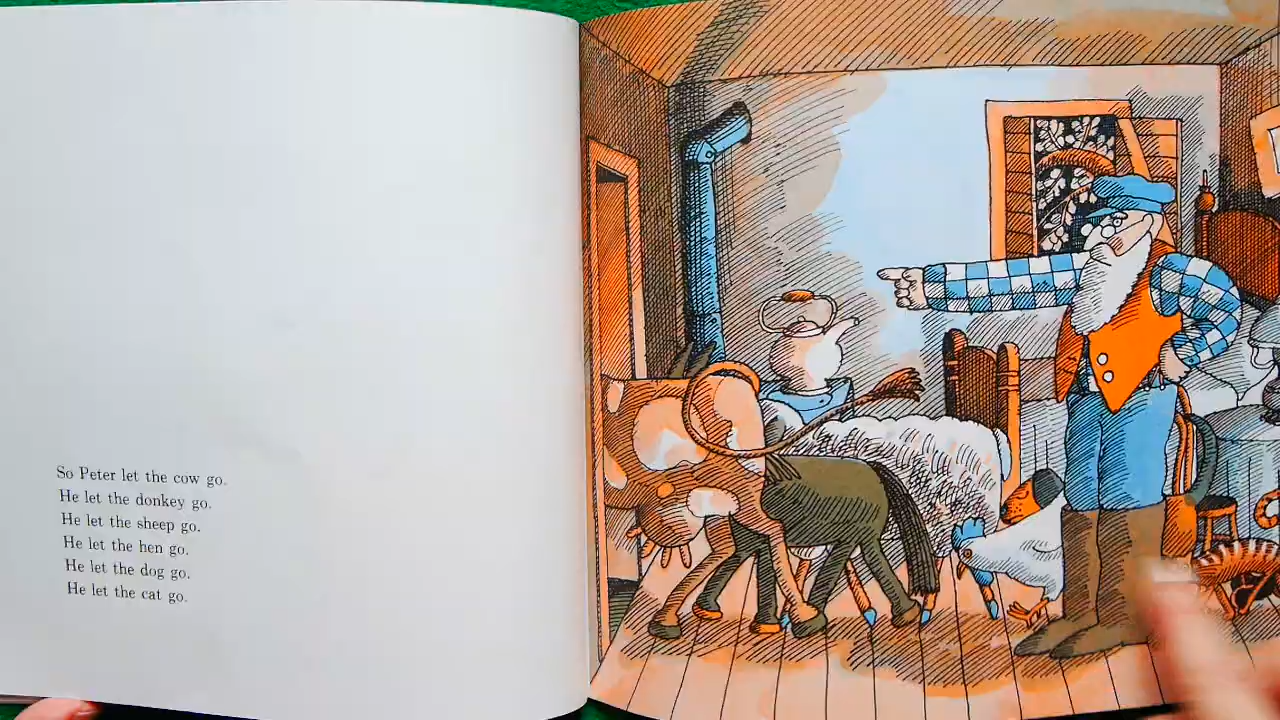 So Peter let the cow go.
He let the donkey go.
He let the sheep go.
He let the hen go.
He let the dog go.
He let the cat go.